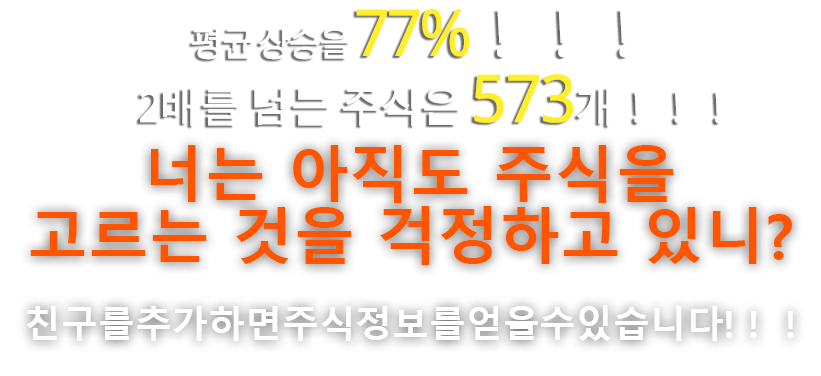 평균 상승을 77%！！！
2배를 넘는 주식은 573개！！！
너는 아직도 주식을
고르는 것을 걱정하고 있니?
친구를추가하면주식정보를얻을수있습니다!！！